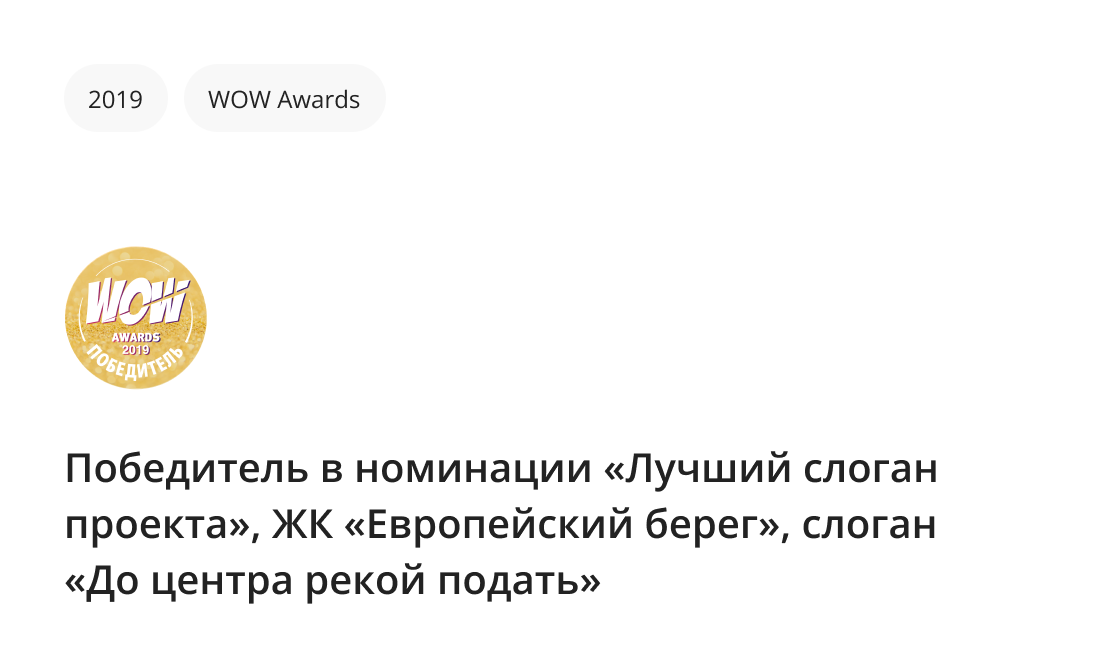 2019
WOW Awards
WOW
AWARDS
2019
ПОБЕДИТЕЛЬ
Победитель в номинации «Лучший слоган
проекта», ЖК «Европейский берег», слоган
«До центра рекой подать»